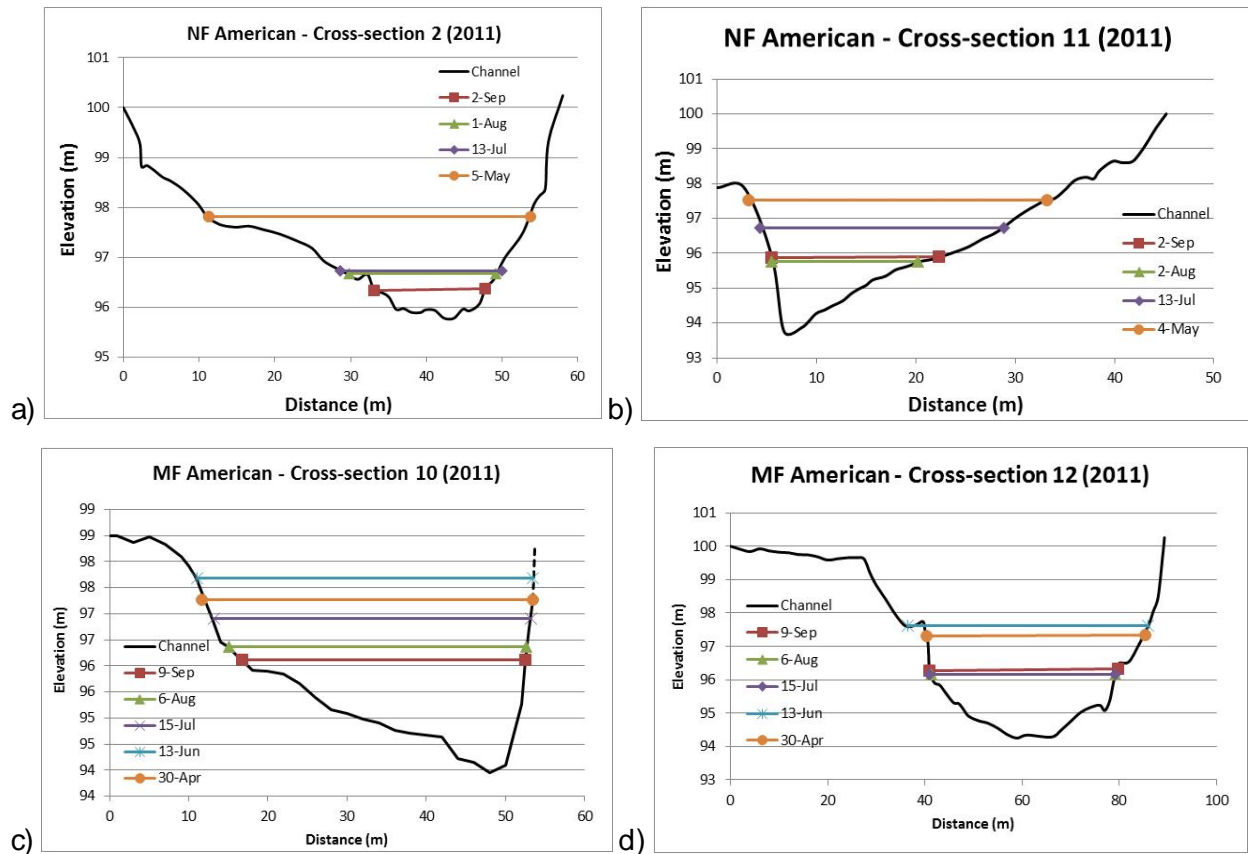 NF American - Cross-section 2 (2011)
101
100
99
98
97
96
95
Elevation (m)
Channel
2-Sep
1-Aug
13-Jul
5-May
0 10 20 30 40 50 60
Distance (m)
a)
NF American - Cross-section 11 (2011)
101
100
99
98
97
96
95
94
93
Elevation (m)
Channel
2-Sep
2-Aug
13-Jul
4-May
0 10 20 30 40 50
Distance (m)
b)
MF American - Cross-section 10 (2011)
99
99
98
98
97
97
96
96
95
95
94
94
Elevation (m)
Channel
9-Sep
6-Aug
15-Jul
13-Jun
30-Apr
0 10 20 30 40 50 60
Distance (m)
c)
MF American - Cross-section 12 (2011)
101
100
99
98
97
96
95
94
93
Elevation (m)
Channel
9-Sep
6-Aug
15-Jul
13-Jun
30-Apr
0 20 40 60 80 100
Distance (m)
d)